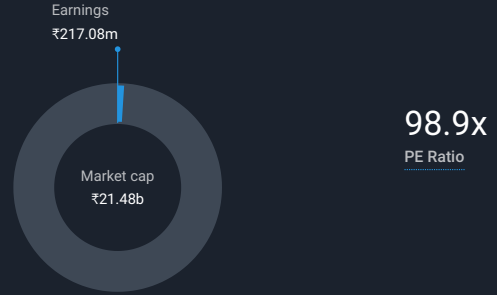 Earnings
₹217.08m
98.9x
PE Ratio
Market cap
₹21.48b